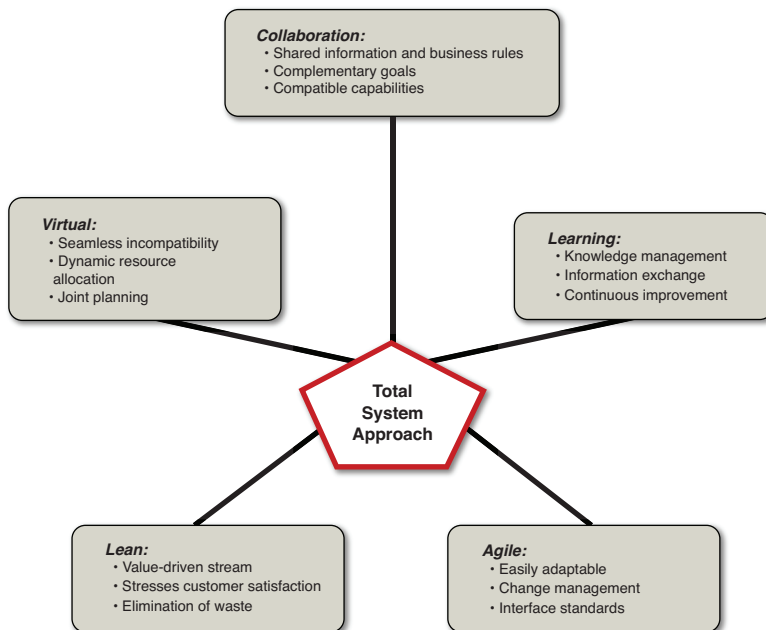 Collaboration:
• Shared information and business rules
• Complementary goals
• Compatible capabilities
Virtual:
• Seamless incompatibility
• Dynamic resource
allocation
• Joint planning
Learning:
• Knowledge management
• Information exchange
• Continuous improvement
Total
System
Approach
Lean:
• Value-driven stream
• Stresses customer satisfaction
• Elimination of waste
Agile:
• Easily adaptable
• Change management
• Interface standards